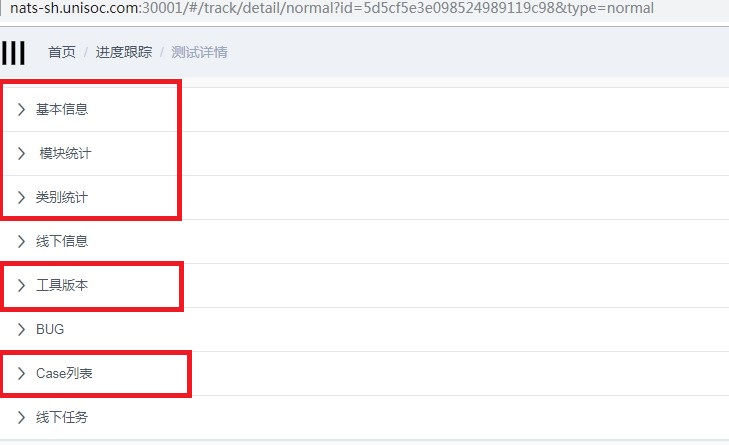 nats-sh.unisoc.com:30001/#/track/detail/normal?id=5d5cf5e3e098524989119c98&type=normal
首页 / 进度跟踪 / 测试详情
基本信息
模块统计
类别统计
线下信息
工具版本
BUG
Case列表
线下任务